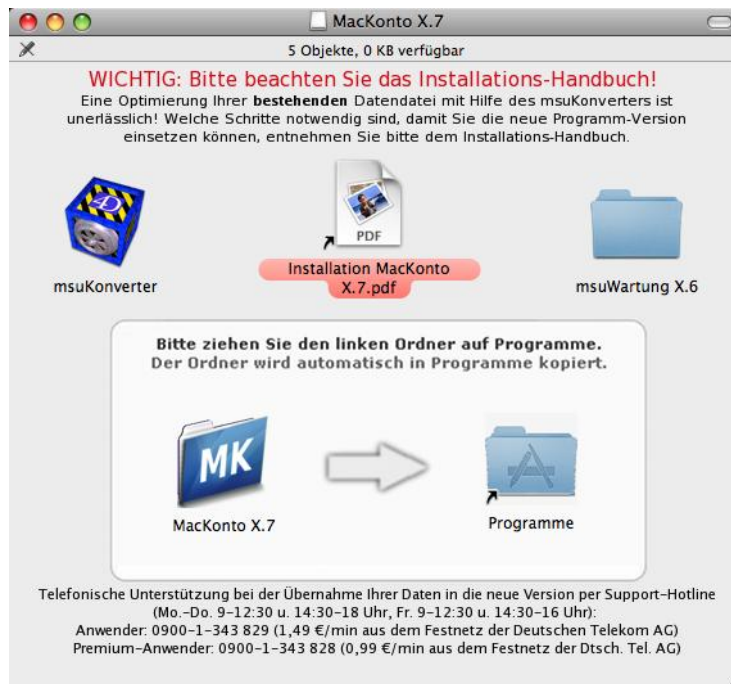 MacKonto X.7
5 Objekte, 0 KB verfügbar
WICHTIG: Bitte beachten Sie das Installations-Handbuch!
Eine Optimierung Ihrer bestehenden Datendatei mit Hilfe des msuKonverters ist
unerlässlich! Welche Schritte notwendig sind, damit Sie die neue Programm-Version
einsetzen können, entnehmen Sie bitte dem Installations-Handbuch.
4D
PDF
msuKonverter
Installation MacKonto
X.7.pdf
msuWartung X.6
Bitte ziehen Sie den linken Ordner auf Programme.
Der Ordner wird automatisch in Programme kopiert.
MK
MacKonto X.7
Programme
Telefonische Unterstützung bei der Übernahme Ihrer Daten in die neue Version per Support-Hotline
(Mo.-Do. 9-12:30 u. 14:30-18 Uhr, Fr. 9-12:30 u. 14:30-16 Uhr):
Anwender: 0900-1-343 829 (1,49 €/min aus dem Festnetz der Deutschen Telekom AG)
Premium-Anwender: 0900-1-343 828 (0,99 €/min aus dem Festnetz der Dtsch. Tel. AG)